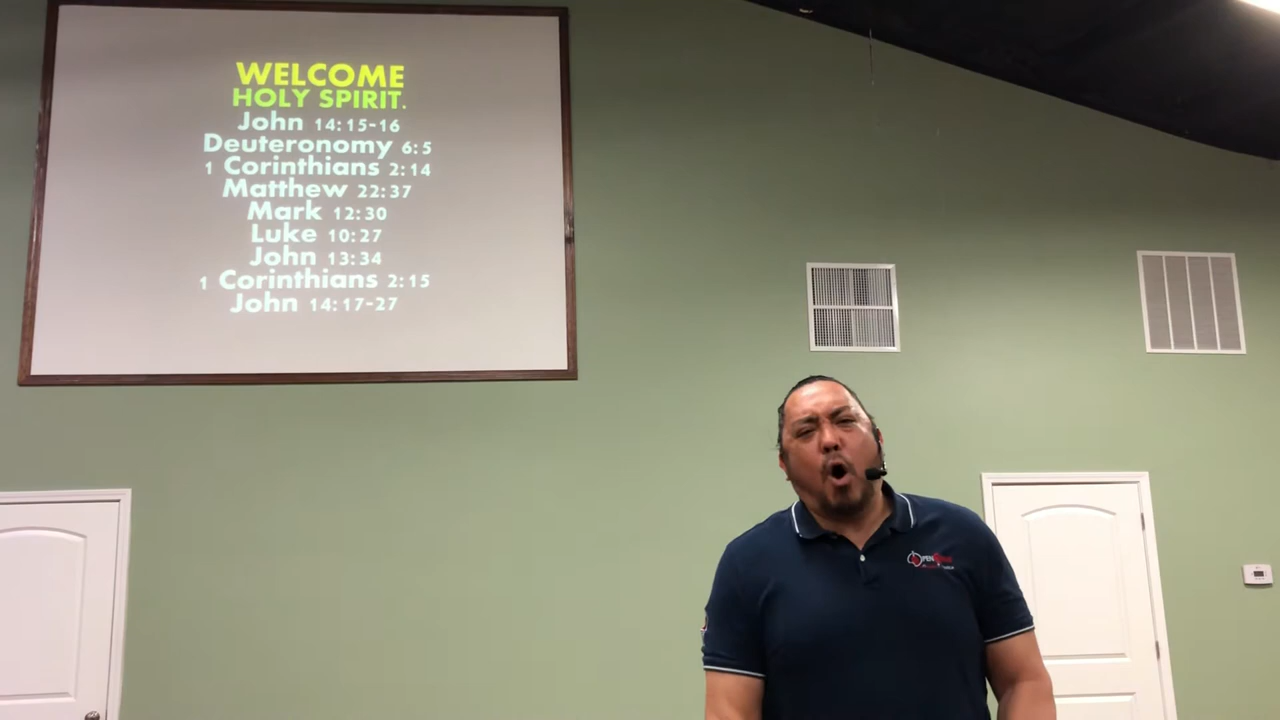 WELCOME
HOLY SPIRIT.
John 14:15-16
Deuteronomy 6:5
1 Corinthians 2:14
Matthew 22:37
Mark 12:30
Luke 10:27
John 13:34
1 Corinthians 2:15
John 14:17-27